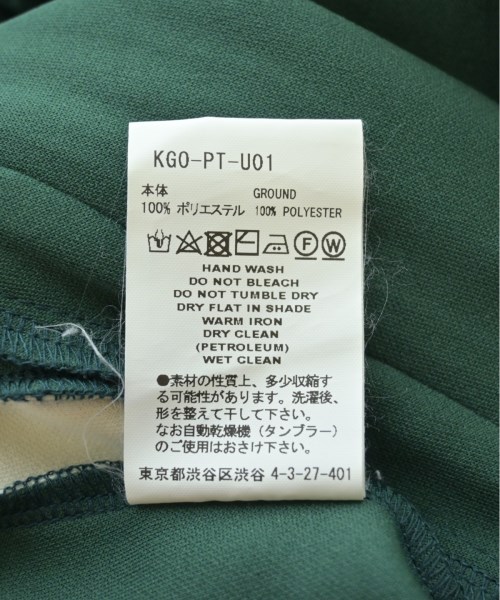 KGO-PT-U01
本体 GROUND
100% ポリエステル 100% POLYESTER
F W
HAND WASH
DO NOT BLEACH
DO NOT TUMBLE DRY
DRY FLAT IN SHADE
WARM IRON
DRY CLEAN
(PETROLEUM)
WET CLEAN
●素材の性質上、多少収縮す
る可能性があります。洗濯後、
形を整えて干して下さい。
なお自動乾燥機（タンブラー）
のご使用はおさけ下さい。
東京都渋谷区渋谷 4-3-27-401